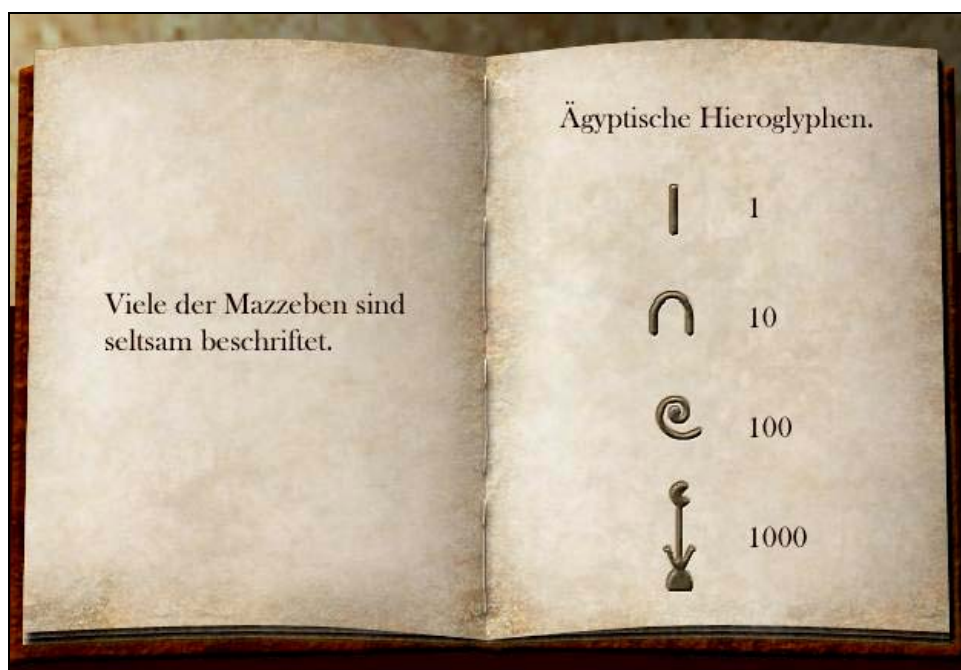 Viele der Mazzeben sind
seltsam beschriftet.
Ägyptische Hieroglyphen.
1
10
100
1000